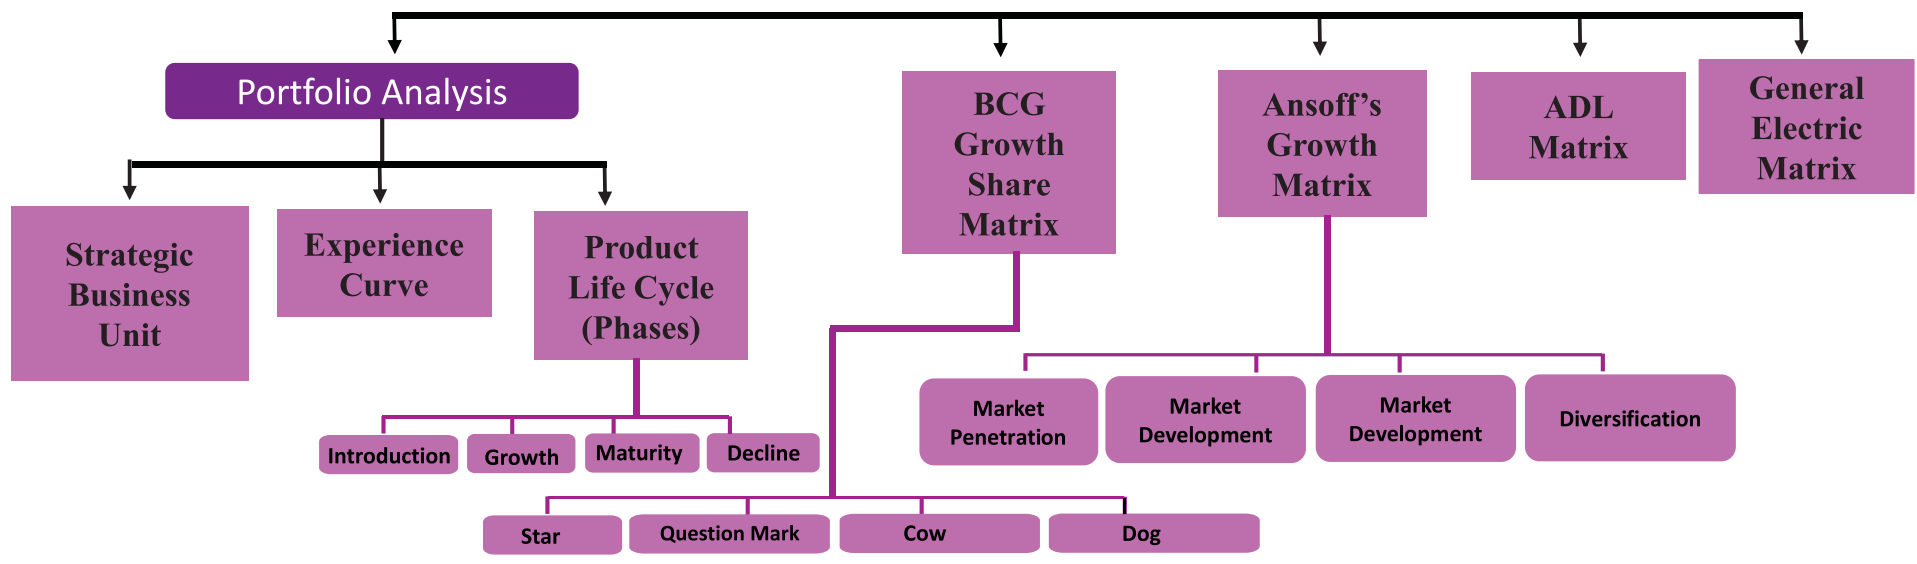 Portfolio Analysis
BCG
Growth
Share
Matrix
Ansoff’s
Growth
Matrix
ADL
Matrix
General
Electric
Matrix
Strategic
Business
Unit
Experience
Curve
Product
Life Cycle
(Phases)
Market
Penetration
Market
Development
Market
Development
Diversification
Introduction
Growth
Maturity
Decline
Star
Question Mark
Cow
Dog